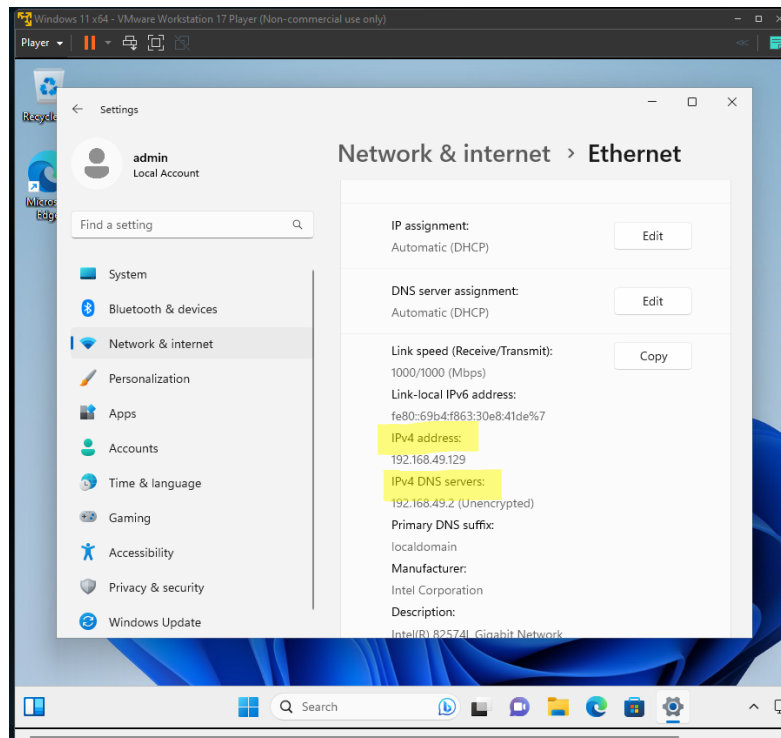 Windows 11 x64 - VMware Workstation 17 Player (Non-commercial use only)
Player
Settings
admin
Local Account
Find a setting
System
Bluetooth & devices
Network & internet
Personalization
Apps
Accounts
Time & language
Gaming
Accessibility
Privacy & security
Windows Update
Network & internet > Ethernet
IP assignment:
Automatic (DHCP)
Edit
DNS server assignment:
Automatic (DHCP)
Edit
Link speed (Receive/Transmit):
1000/1000 (Mbps)
Copy
Link-local IPv6 address:
fe80::69b4:f863:30e8:41de%7
IPv4 address:
192.168.49.129
IPv4 DNS servers:
192.168.49.2 (Unencrypted)
Primary DNS suffix:
localdomain
Manufacturer:
Intel Corporation
Description:
Intel(R) 82574L Gigabit Network
Search